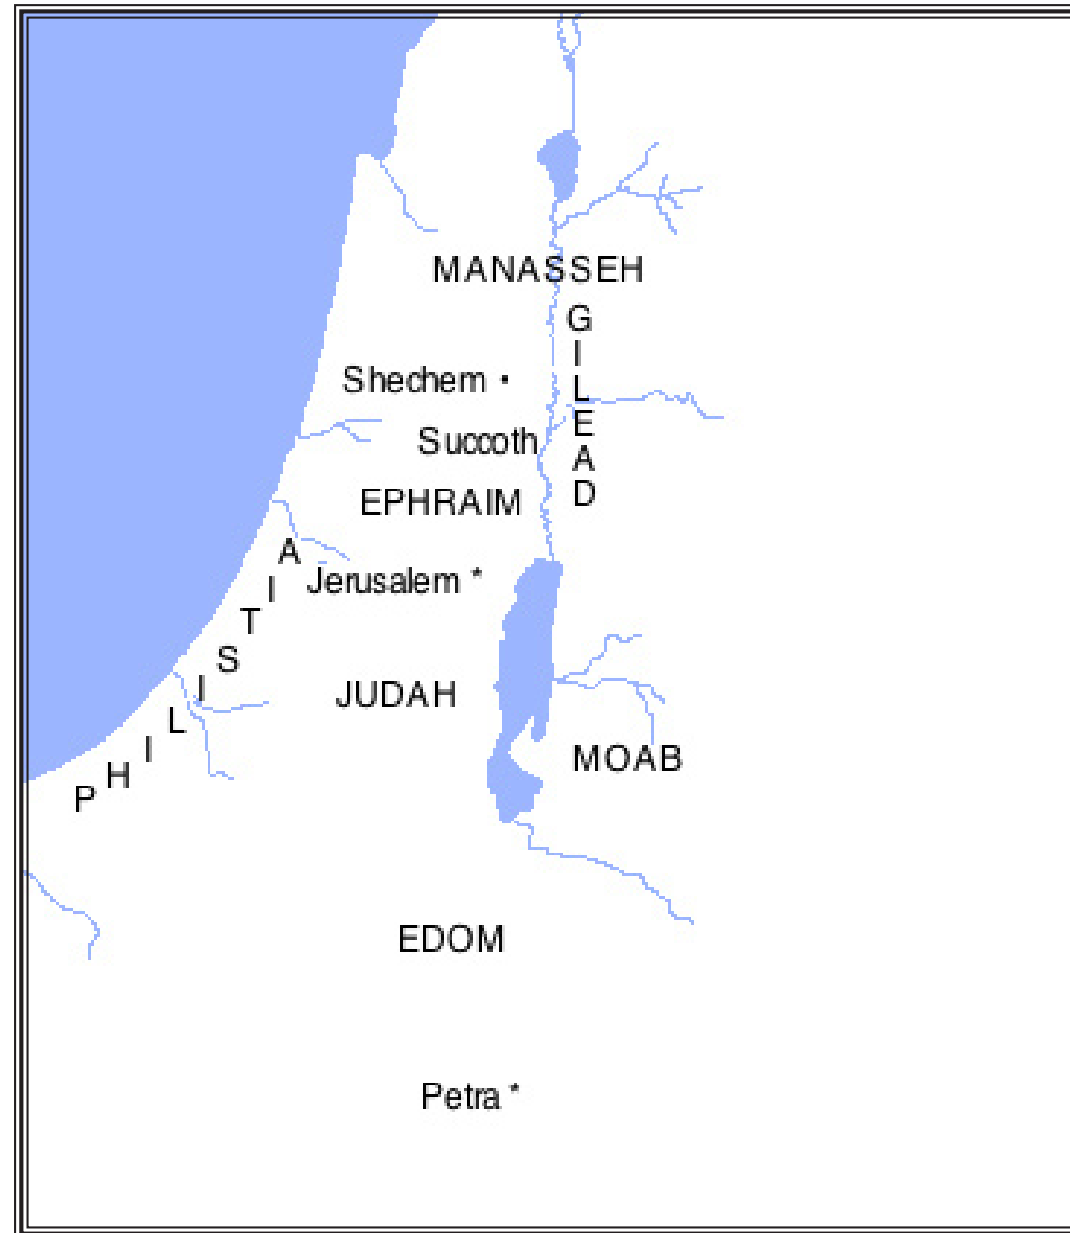 MANASSEH
GILEAD
Shechem •
Succoth
EPHRAIM
Jerusalem *
PHILISTIA
JUDAH
MOAB
EDOM
Petra *